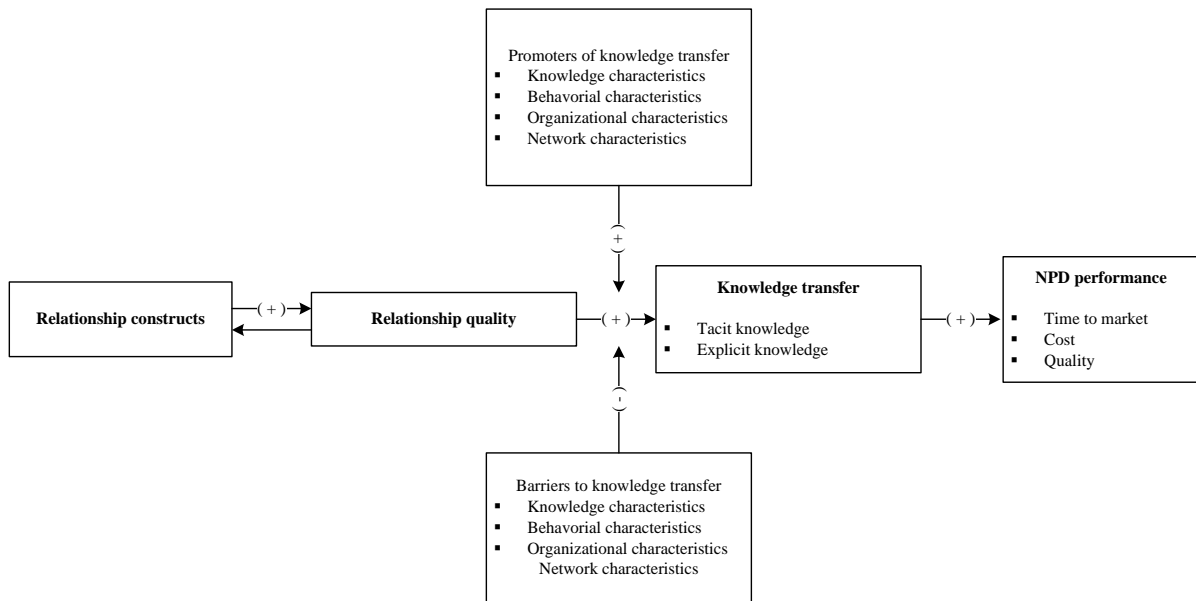 Promoters of knowledge transfer
▪ Knowledge characteristics
▪ Behavorial characteristics
▪ Organizational characteristics
▪ Network characteristics
( + )
Relationship constructs
( + )
Relationship quality
( + )
Knowledge transfer
▪ Tacit knowledge
▪ Explicit knowledge
( + )
NPD performance
▪ Time to market
▪ Cost
▪ Quality
( - )
Barriers to knowledge transfer
▪ Knowledge characteristics
▪ Behavorial characteristics
▪ Organizational characteristics
Network characteristics